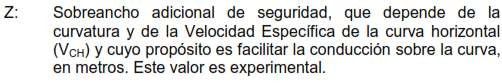 Z: Sobreancho adicional de seguridad, que depende de la
curvatura y de la Velocidad Específica de la curva horizontal
(VCH) y cuyo propósito es facilitar la conducción sobre la curva,
en metros. Este valor es experimental.